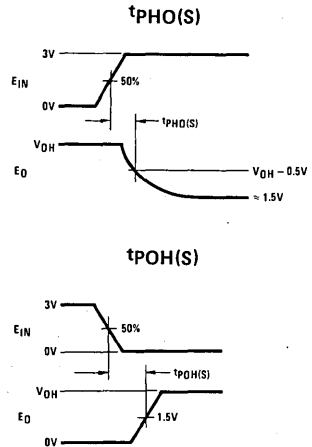 tPHO(S)
3V
EIN
50%
0V
tPHO(S)
VOH
EO
VOH – 0.5V
≈ 1.5V
tPOH(S)
3V
EIN
50%
0V
tPOH(S)
VOH
EO
1.5V
0V